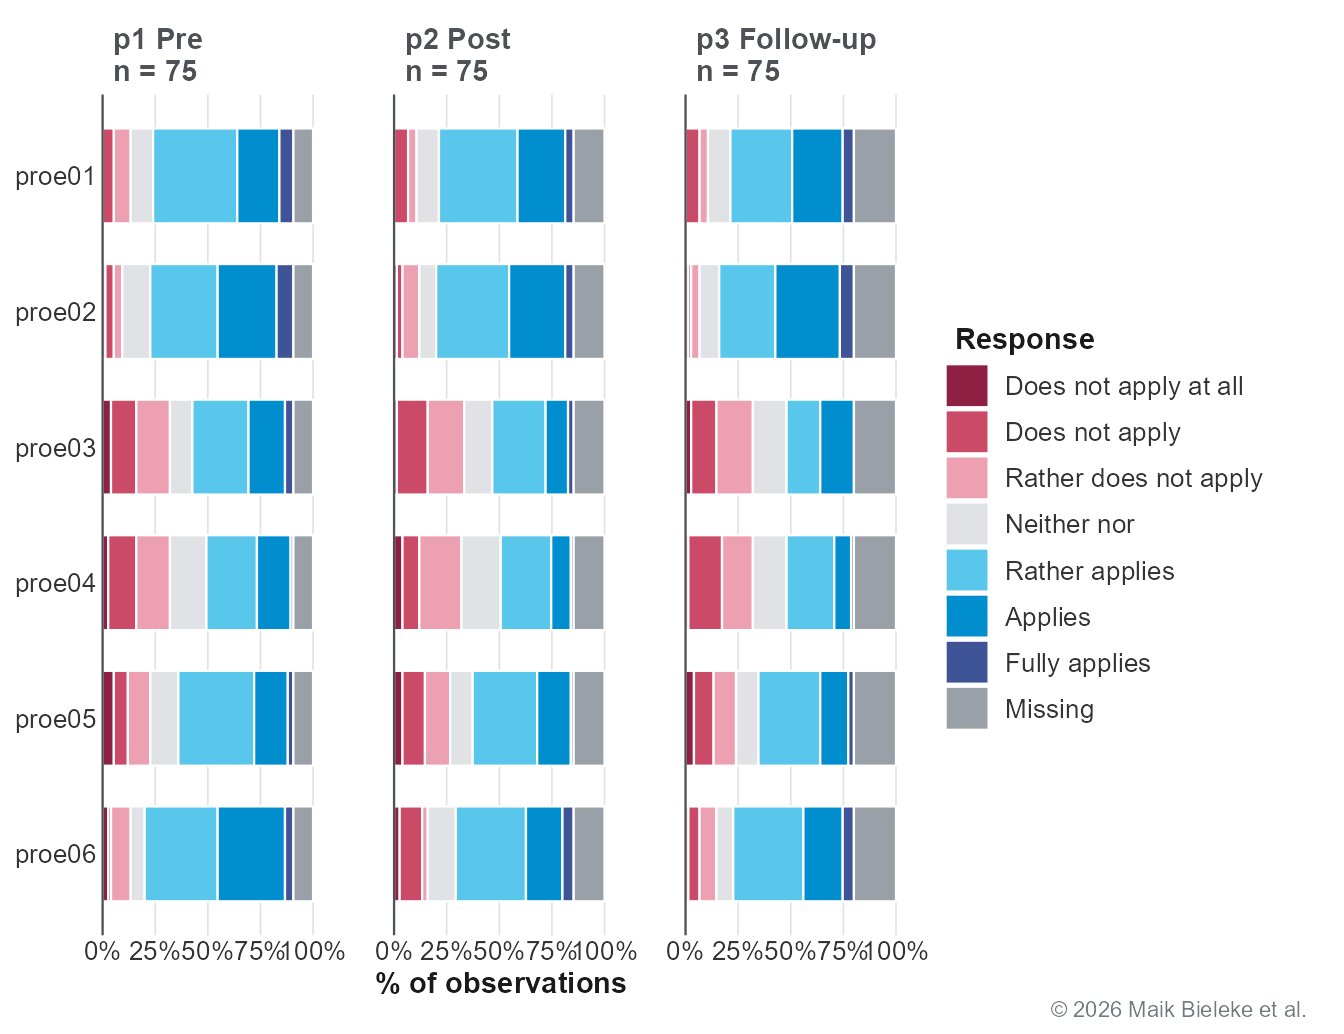 p1 Pre
n = 75
p2 Post
n = 75
p3 Follow-up
n = 75
proe01
proe02
proe03
proe04
proe05
proe06
0% 25% 50% 75% 100%
0% 25% 50% 75% 100%
0% 25% 50% 75% 100%
% of observations
Response
Does not apply at all
Does not apply
Rather does not apply
Neither nor
Rather applies
Applies
Fully applies
Missing
© 2026 Maik Bieleke et al.